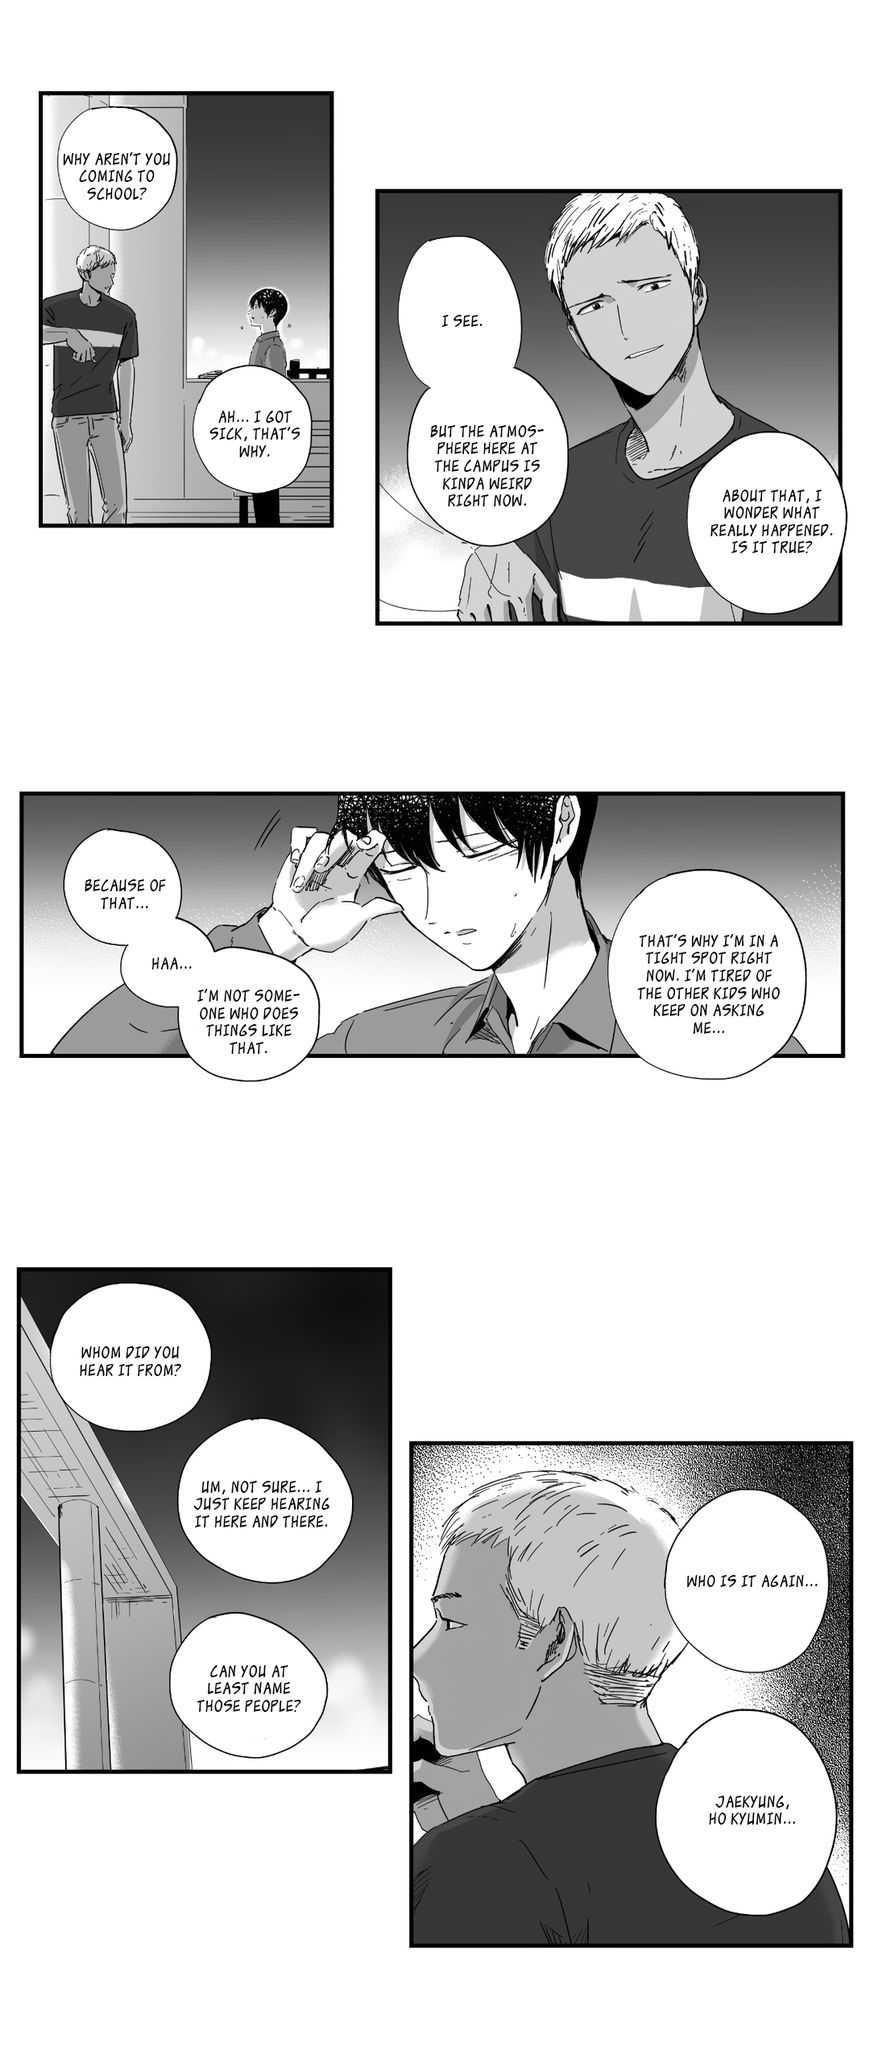 WHY AREN'T YOU
COMING TO
SCHOOL?
AH... I GOT
SICK, THAT'S
WHY.
I SEE.
BUT THE ATMOS-
PHERE HERE AT
THE CAMPUS IS
KINDA WEIRD
RIGHT NOW.
ABOUT THAT, I
WONDER WHAT
REALLY HAPPENED.
IS IT TRUE?
BECAUSE OF
THAT...
HAA...
I'M NOT SOME-
ONE WHO DOES
THINGS LIKE
THAT.
THAT'S WHY I'M IN A
TIGHT SPOT RIGHT
NOW. I'M TIRED OF
THE OTHER KIDS WHO
KEEP ON ASKING
ME...
WHOM DID YOU
HEAR IT FROM?
UM, NOT SURE... I
JUST KEEP HEARING
IT HERE AND THERE.
CAN YOU AT
LEAST NAME
THOSE PEOPLE?
WHO IS IT AGAIN...
JAEKYUNG,
HO KYUMIN...